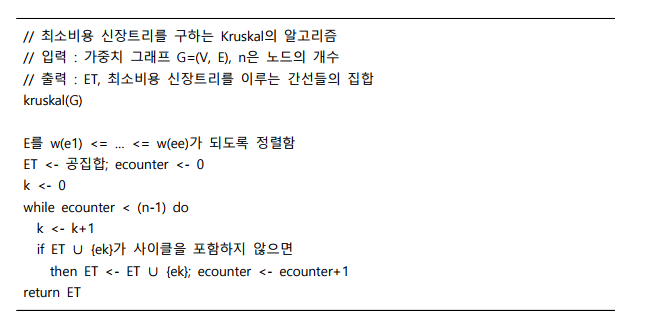 // 최소비용 신장트리를 구하는 Kruskal의 알고리즘
// 입력 : 가중치 그래프 G=(V, E), n은 노드의 개수
// 출력 : ET, 최소비용 신장트리를 이루는 간선들의 집합
kruskal(G)
E를 w(e1) <= ... <= w(ee)가 되도록 정렬함
ET <- 공집합; ecounter <- 0
k <- 0
while ecounter < (n-1) do
k <- k+1
if ET ∪ {ek}가 사이클을 포함하지 않으면
then ET <- ET ∪ {ek}; ecounter <- ecounter+1
return ET